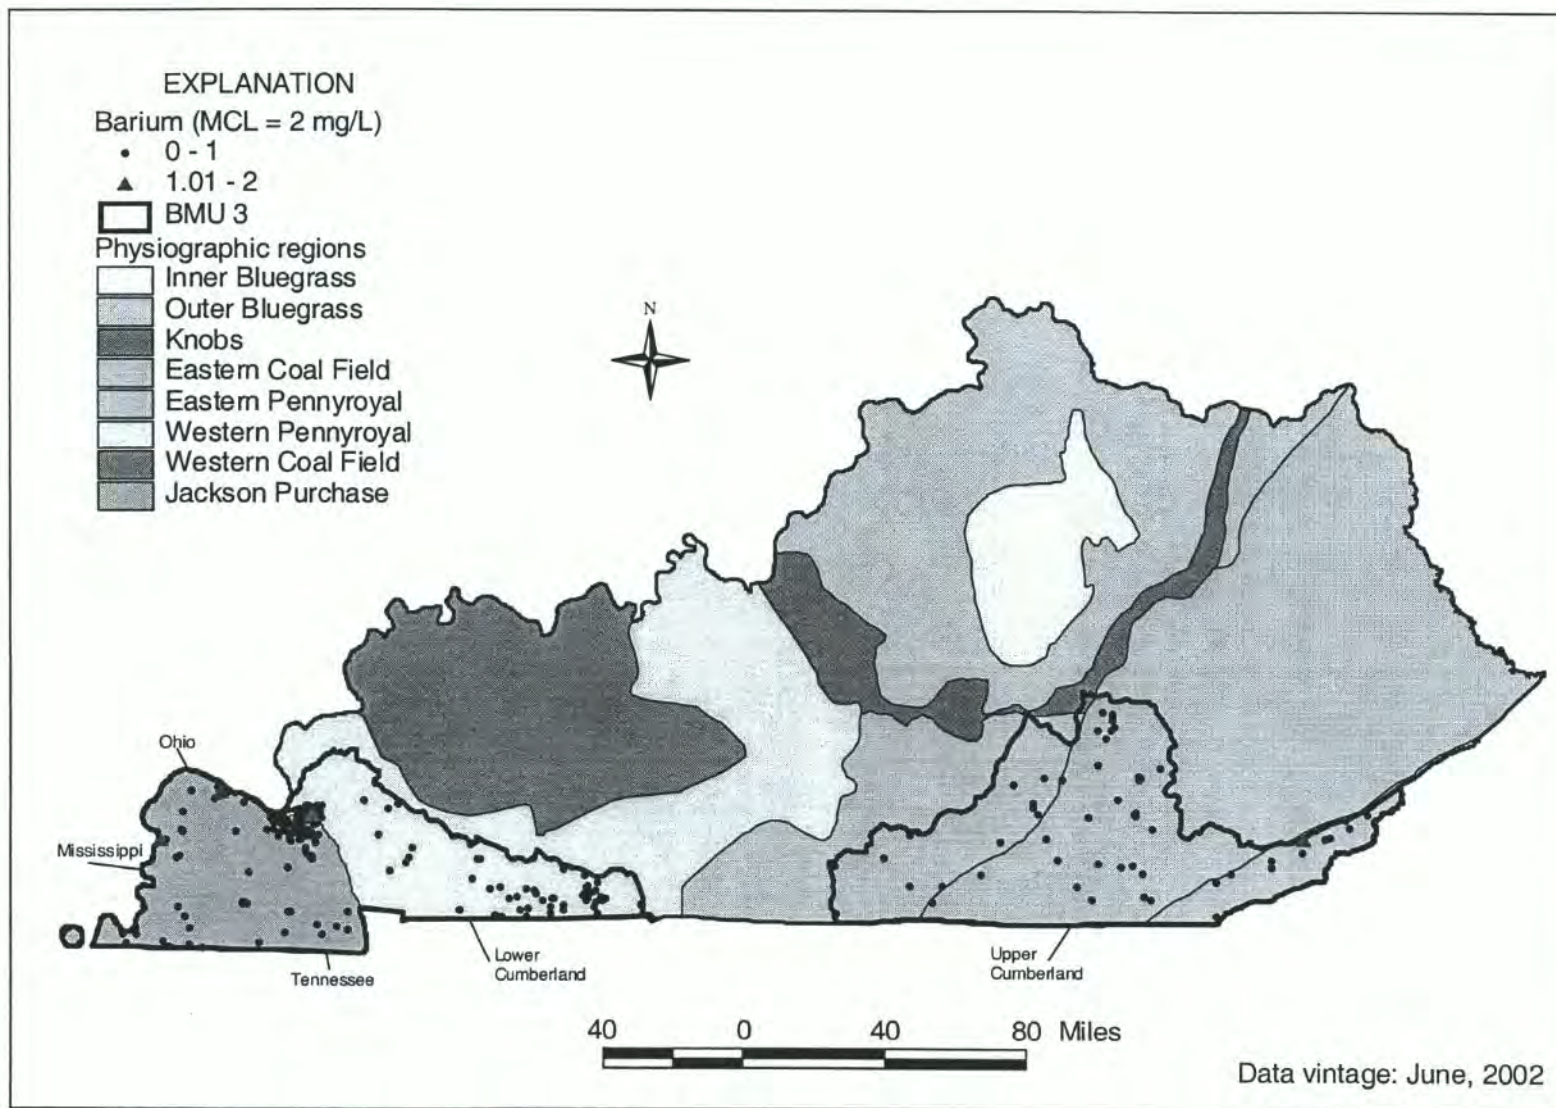 EXPLANATION
Barium (MCL = 2 mg/L)
0 - 1
1.01 - 2
BMU 3
Physiographic regions
Inner Bluegrass
Outer Bluegrass
Knobs
Eastern Coal Field
Eastern Pennyroyal
Western Pennyroyal
Western Coal Field
Jackson Purchase
N
Ohio
Mississippi
Tennessee
Lower
Cumberland
Upper
Cumberland
40 0 40 80 Miles
Data vintage: June, 2002